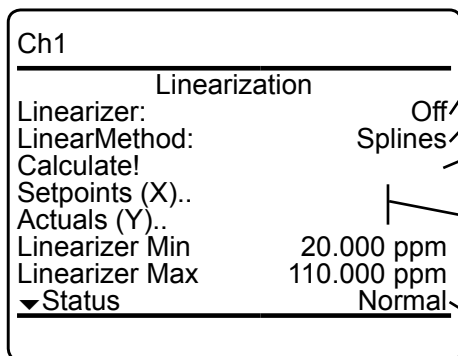 Ch1
Linearization
Linearizer: Off
LinearMethod: Splines
Calculate!
Setpoints (X)..
Actuals (Y)..
Linearizer Min 20.000 ppm
Linearizer Max 110.000 ppm
Status Normal